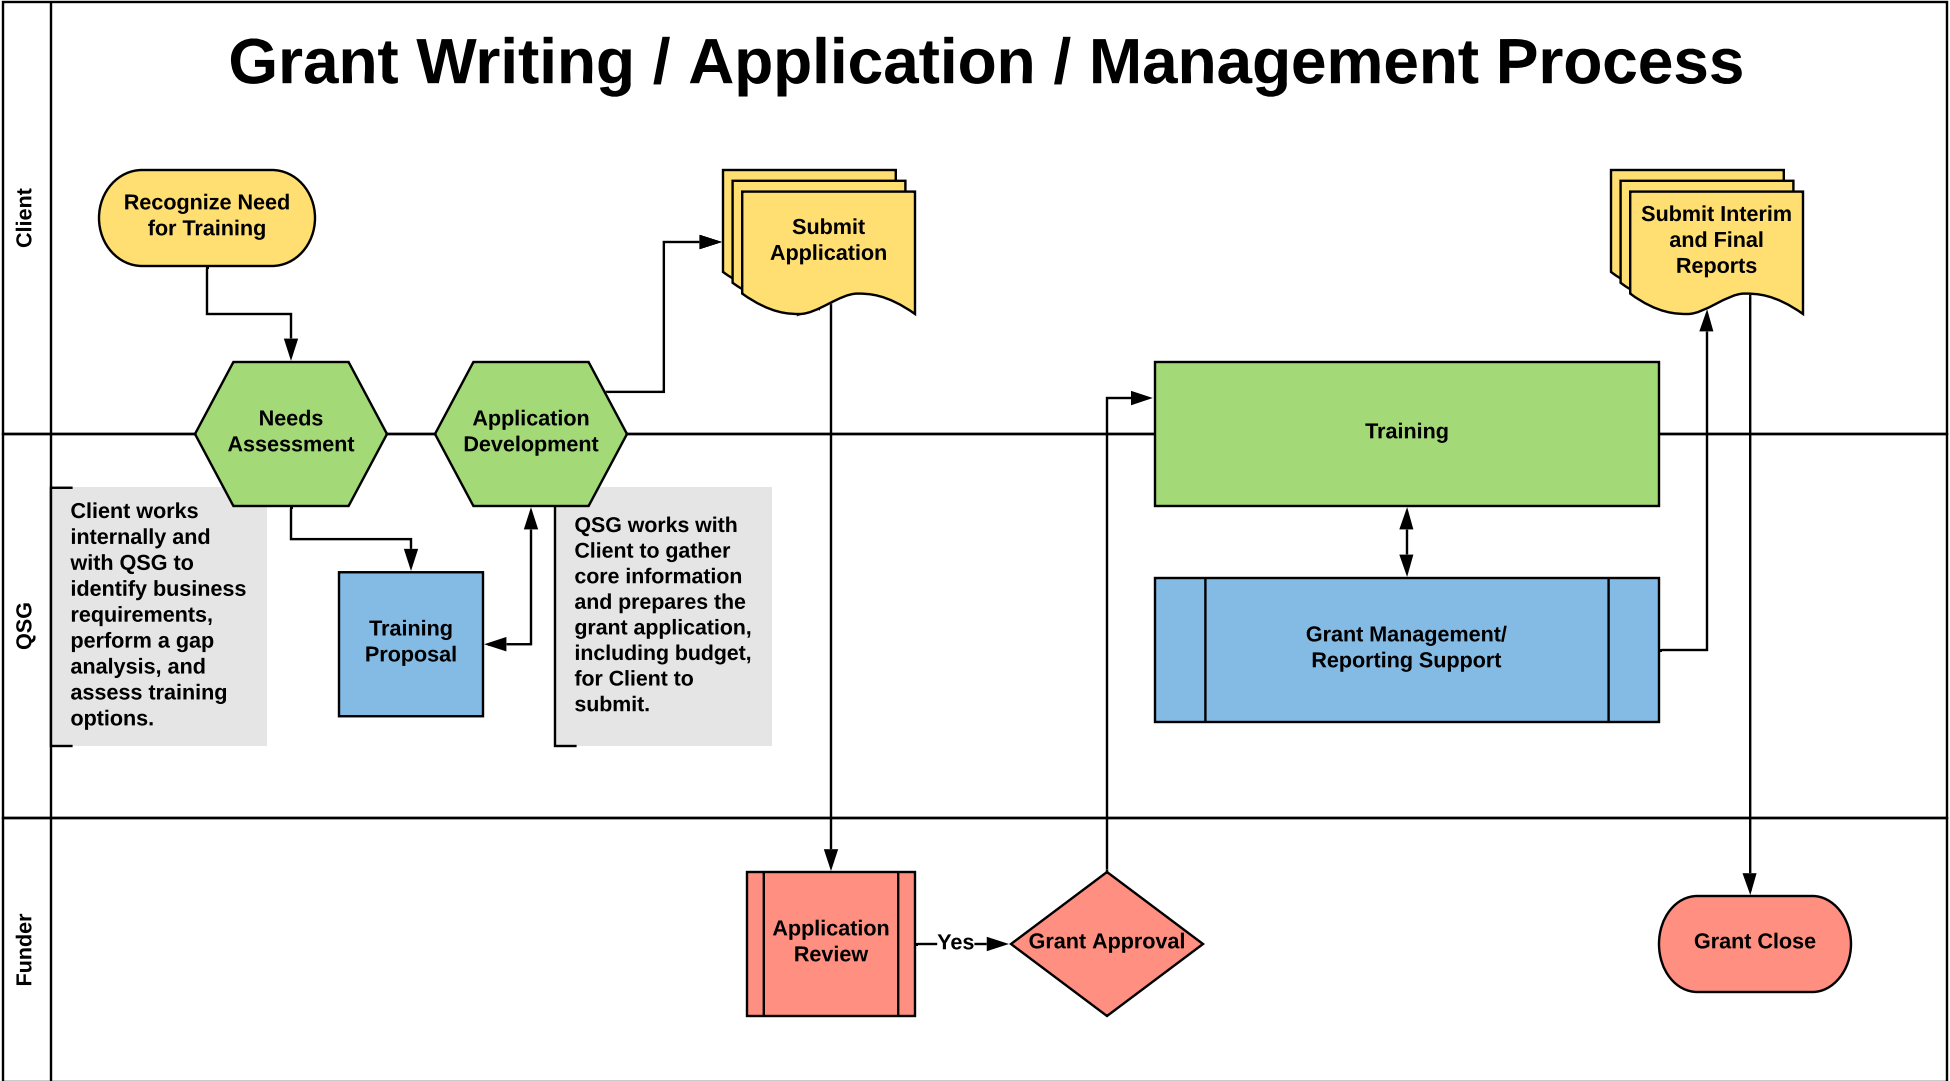 Grant Writing / Application / Management Process
Client
Recognize Need
for Training
Submit
Application
Submit Interim
and Final
Reports
Needs
Assessment
Application
Development
Training
QSG
Client works
internally and
with QSG to
identify business
requirements,
perform a gap
analysis, and
assess training
options.
Training
Proposal
QSG works with
Client to gather
core information
and prepares the
grant application,
including budget,
for Client to
submit.
Grant Management/
Reporting Support
Funder
Application
Review
Yes
Grant Approval
Grant Close